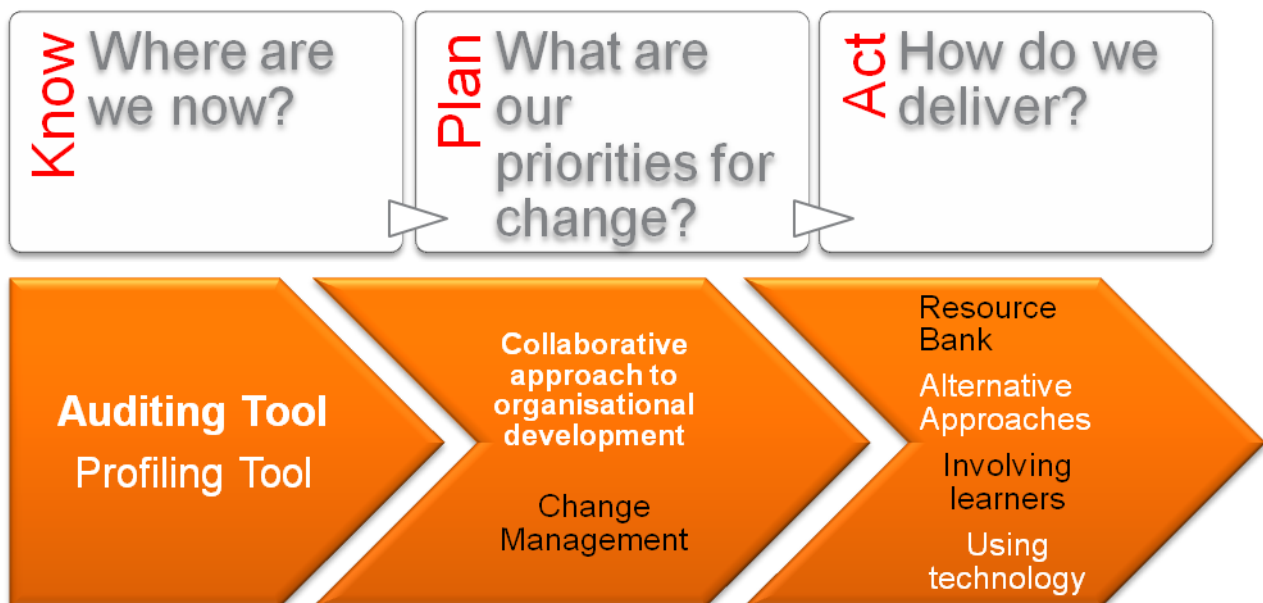 Know
Where are
we now?
Plan
What are
our
priorities for
change?
Act
How do we
deliver?
Auditing Tool
Profiling Tool
Collaborative
approach to
organisational
development
Change
Management
Resource
Bank
Alternative
Approaches
Involving
learners
Using
technology